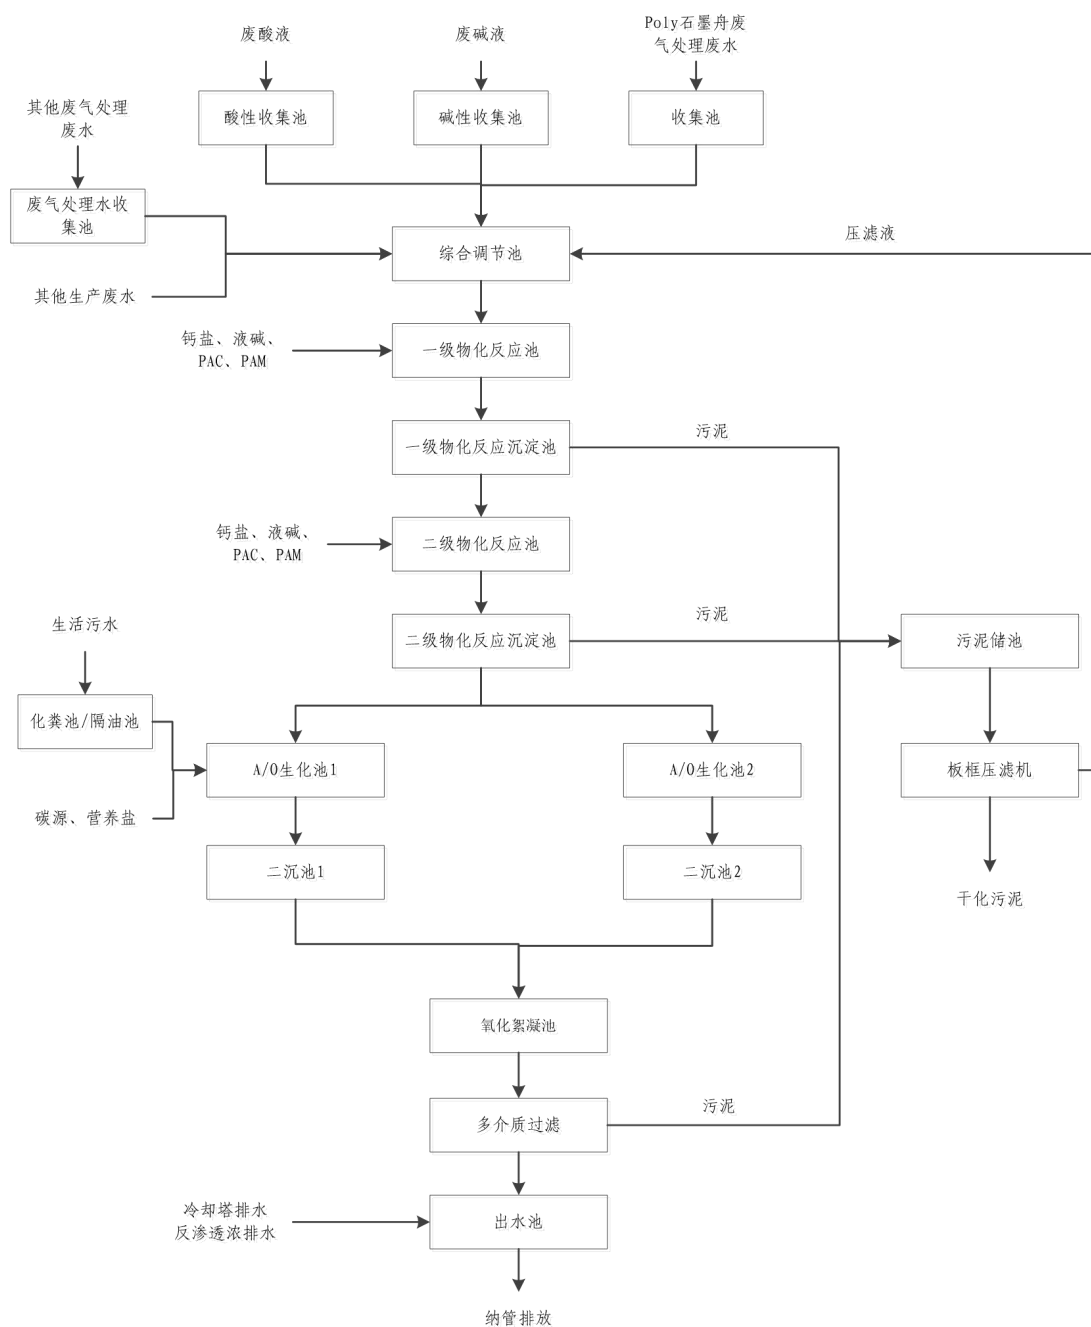 废酸液
废碱液
Poly石墨舟废
气处理废水
其他废气处理
废水
酸性收集池
碱性收集池
收集池
废气处理水收
集池
压滤液
综合调节池
其他生产废水
钙盐、液碱、
PAC、PAM
一级物化反应池
污泥
一级物化反应沉淀池
钙盐、液碱、
PAC、PAM
二级物化反应池
生活污水
污泥
二级物化反应沉淀池
污泥储池
化粪池/隔油池
A/O生化池1
A/O生化池2
板框压滤机
碳源、营养盐
二沉池1
二沉池2
干化污泥
氧化絮凝池
污泥
多介质过滤
冷却塔排水
反渗透浓排水
出水池
纳管排放